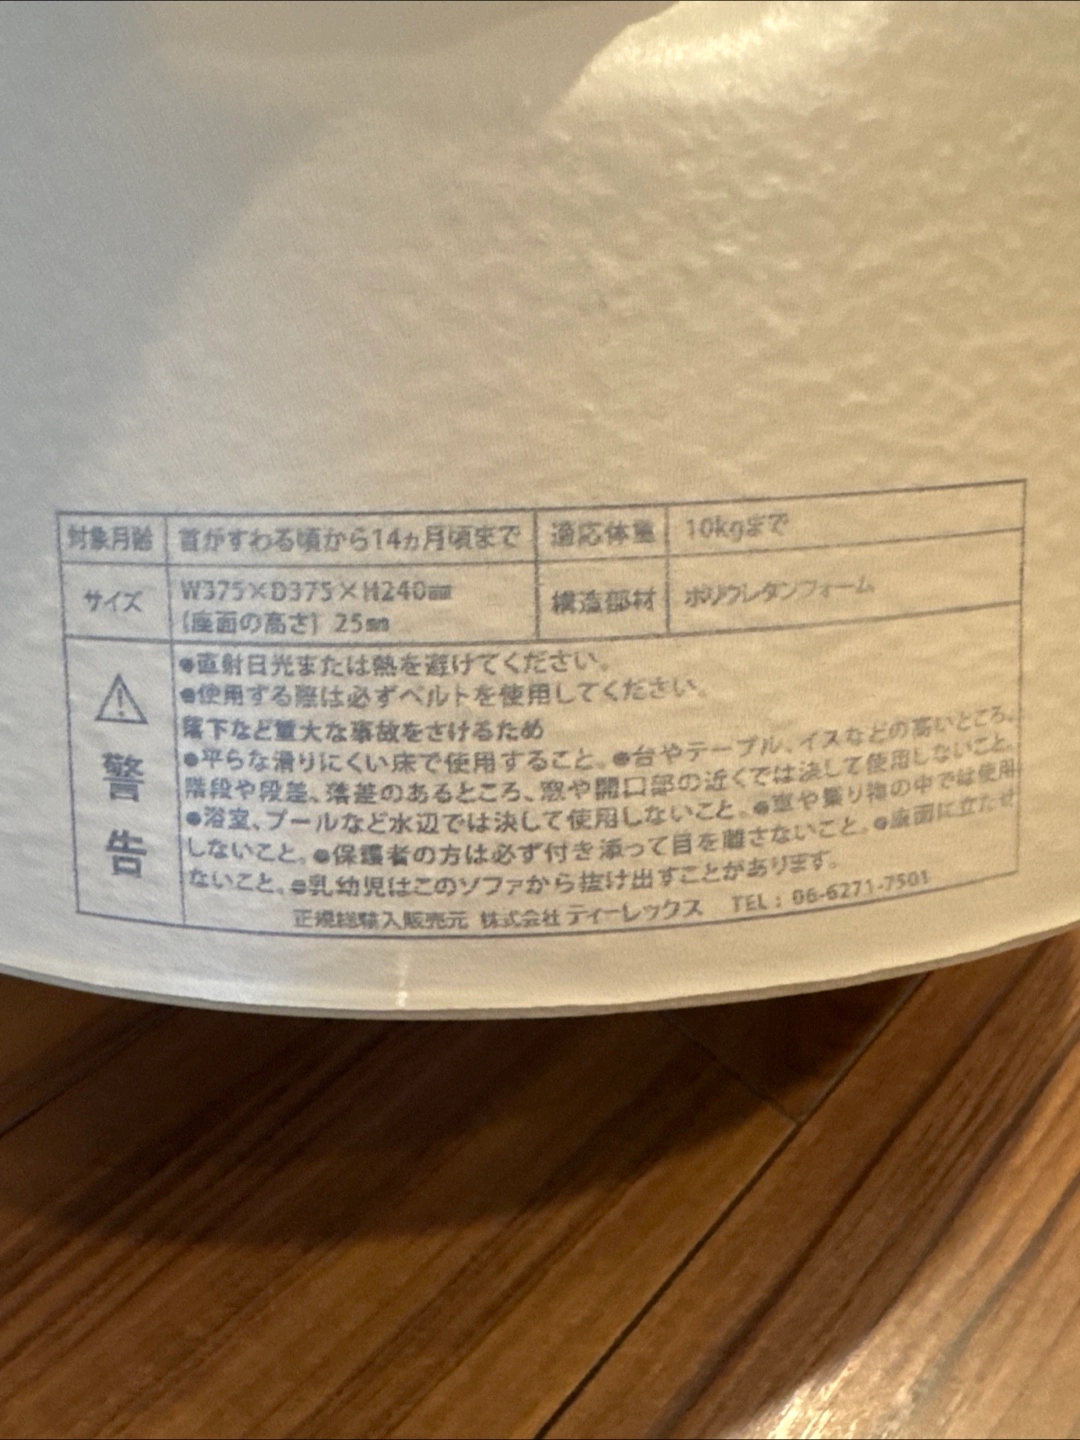 対象月齢 首がすわる頃から14ヵ月頃まで 適応体重 10kgまで
サイズ W375×D375×H240㎜ 構造部材 ポリウレタンフォーム
(座面の高さ) 25㎜
警告
●直射日光または熱を避けてください。
●使用する際は必ずベルトを使用してください。
落下など重大な事故をさけるため
●平らな滑りにくい床で使用すること。●台やテーブル、イスなどの高いところ、
階段や段差、落差のあるところ、窓や開口部の近くでは決して使用しないこと。
●浴室、プールなど水辺では決して使用しないこと。●車や乗り物の中では使用
しないこと。●保護者の方は必ず付き添って目を離さないこと。●座面に立たせ
ないこと。●乳幼児はこのソファから抜け出すことがあります。
正規総輸入販売元 株式会社 ティーレックス TEL：06-6271-7501